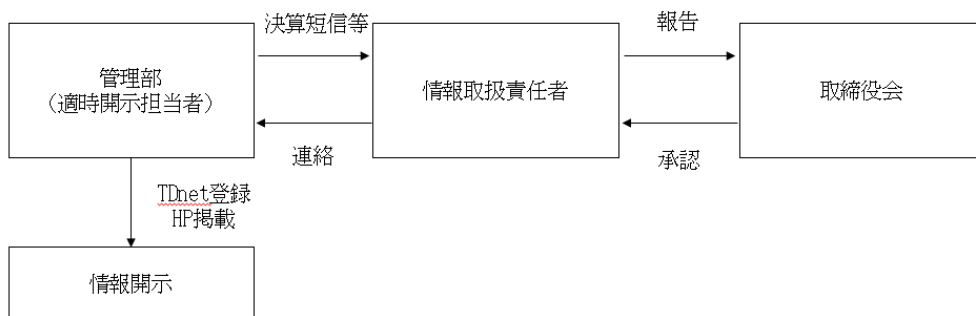 決算短信等
報告
管理部
（適時開示担当者）
情報取扱責任者
取締役会
連絡
承認
TDnet登録
HP掲載
情報開示